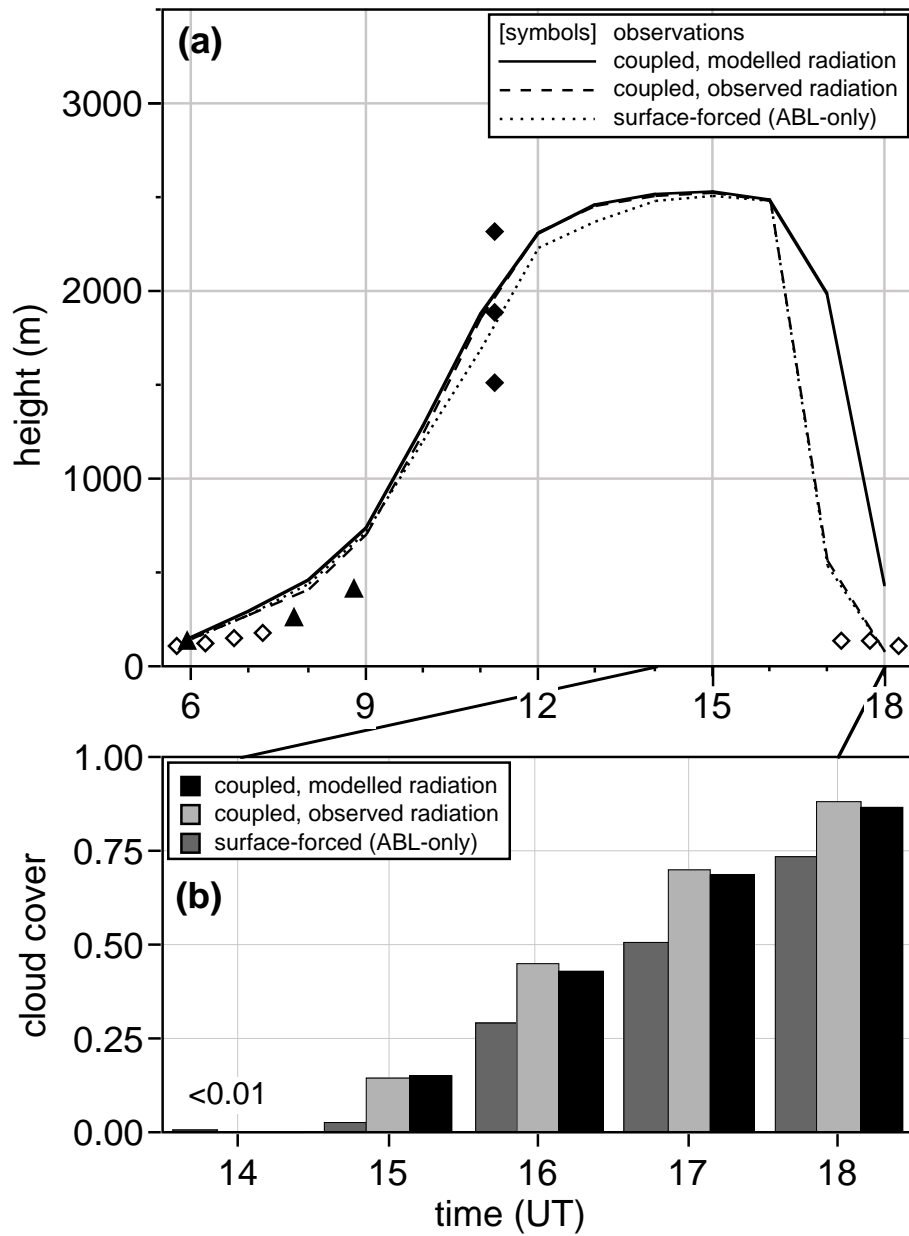 (a)
[symbols] observations
coupled, modelled radiation
coupled, observed radiation
surface-forced (ABL-only)
height (m)
3000
2000
1000
0
6 9 12 15 18
coupled, modelled radiation
coupled, observed radiation
surface-forced (ABL-only)
(b)
cloud cover
1.00
0.75
0.50
0.25
0.00
<0.01
14 15 16 17 18
time (UT)